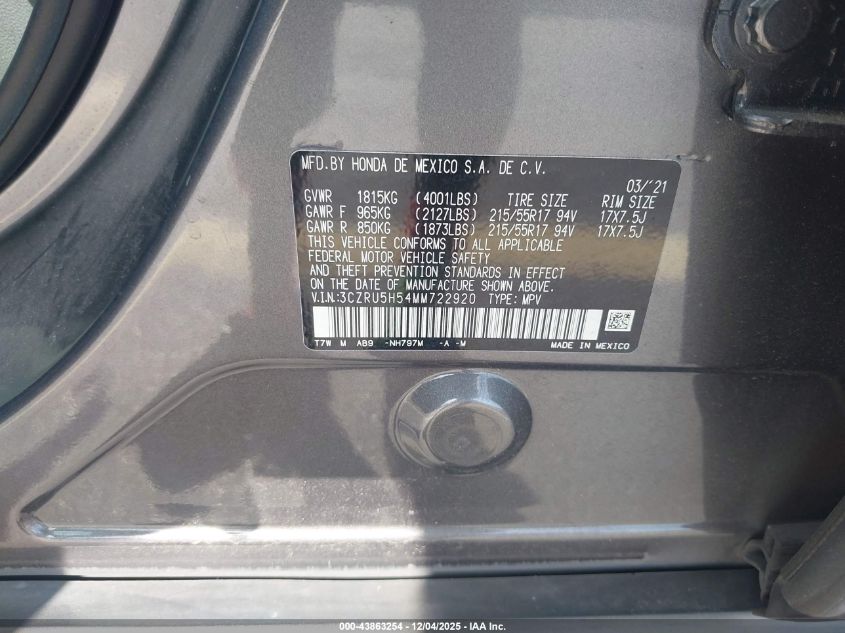 MFD.BY HONDA DE MEXICO S.A. DE C.V.
03/'21
GVWR 1815KG (4001LBS) TIRE SIZE RIM SIZE
GAWR F 965KG (2127LBS) 215/55R17 94V 17X7.5J
GAWR R 850KG (1873LBS) 215/55R17 94V 17X7.5J
THIS VEHICLE CONFORMS TO ALL APPLICABLE
FEDERAL MOTOR VEHICLE SAFETY
AND THEFT PREVENTION STANDARDS IN EFFECT
ON THE DATE OF MANUFACTURE SHOWN ABOVE.
V.I.N.:3CZRU5H54MM722920 TYPE: MPV
T7W M AB9 -NH797M -A -M MADE IN MEXICO
000-43863254 - 12/04/2025 - IAA Inc.